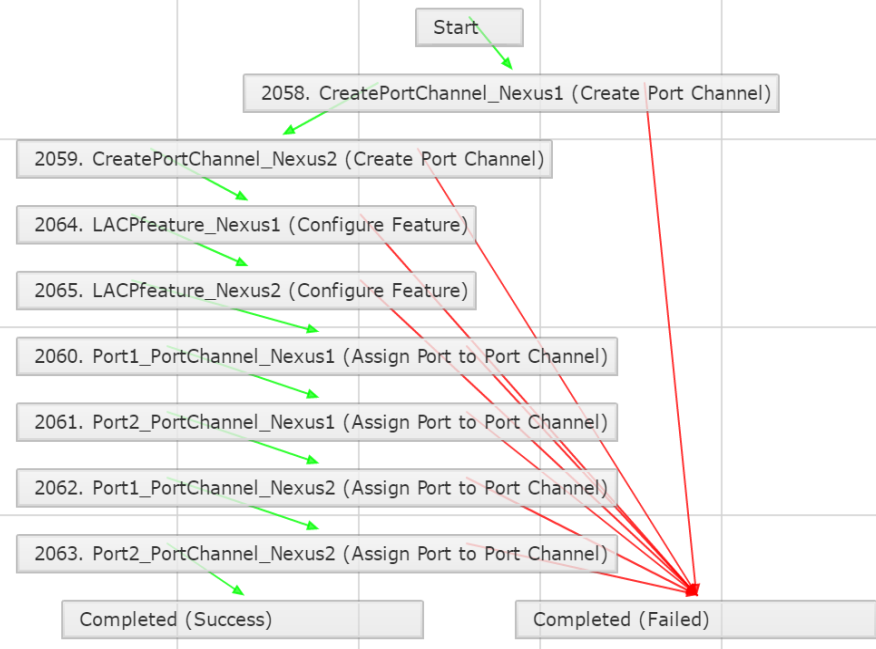 Start
2058. CreatePortChannel_Nexus1 (Create Port Channel)
2059. CreatePortChannel_Nexus2 (Create Port Channel)
2064. LACPfeature_Nexus1 (Configure Feature)
2065. LACPfeature_Nexus2 (Configure Feature)
2060. Port1_PortChannel_Nexus1 (Assign Port to Port Channel)
2061. Port2_PortChannel_Nexus1 (Assign Port to Port Channel)
2062. Port1_PortChannel_Nexus2 (Assign Port to Port Channel)
2063. Port2_PortChannel_Nexus2 (Assign Port to Port Channel)
Completed (Success)
Completed (Failed)